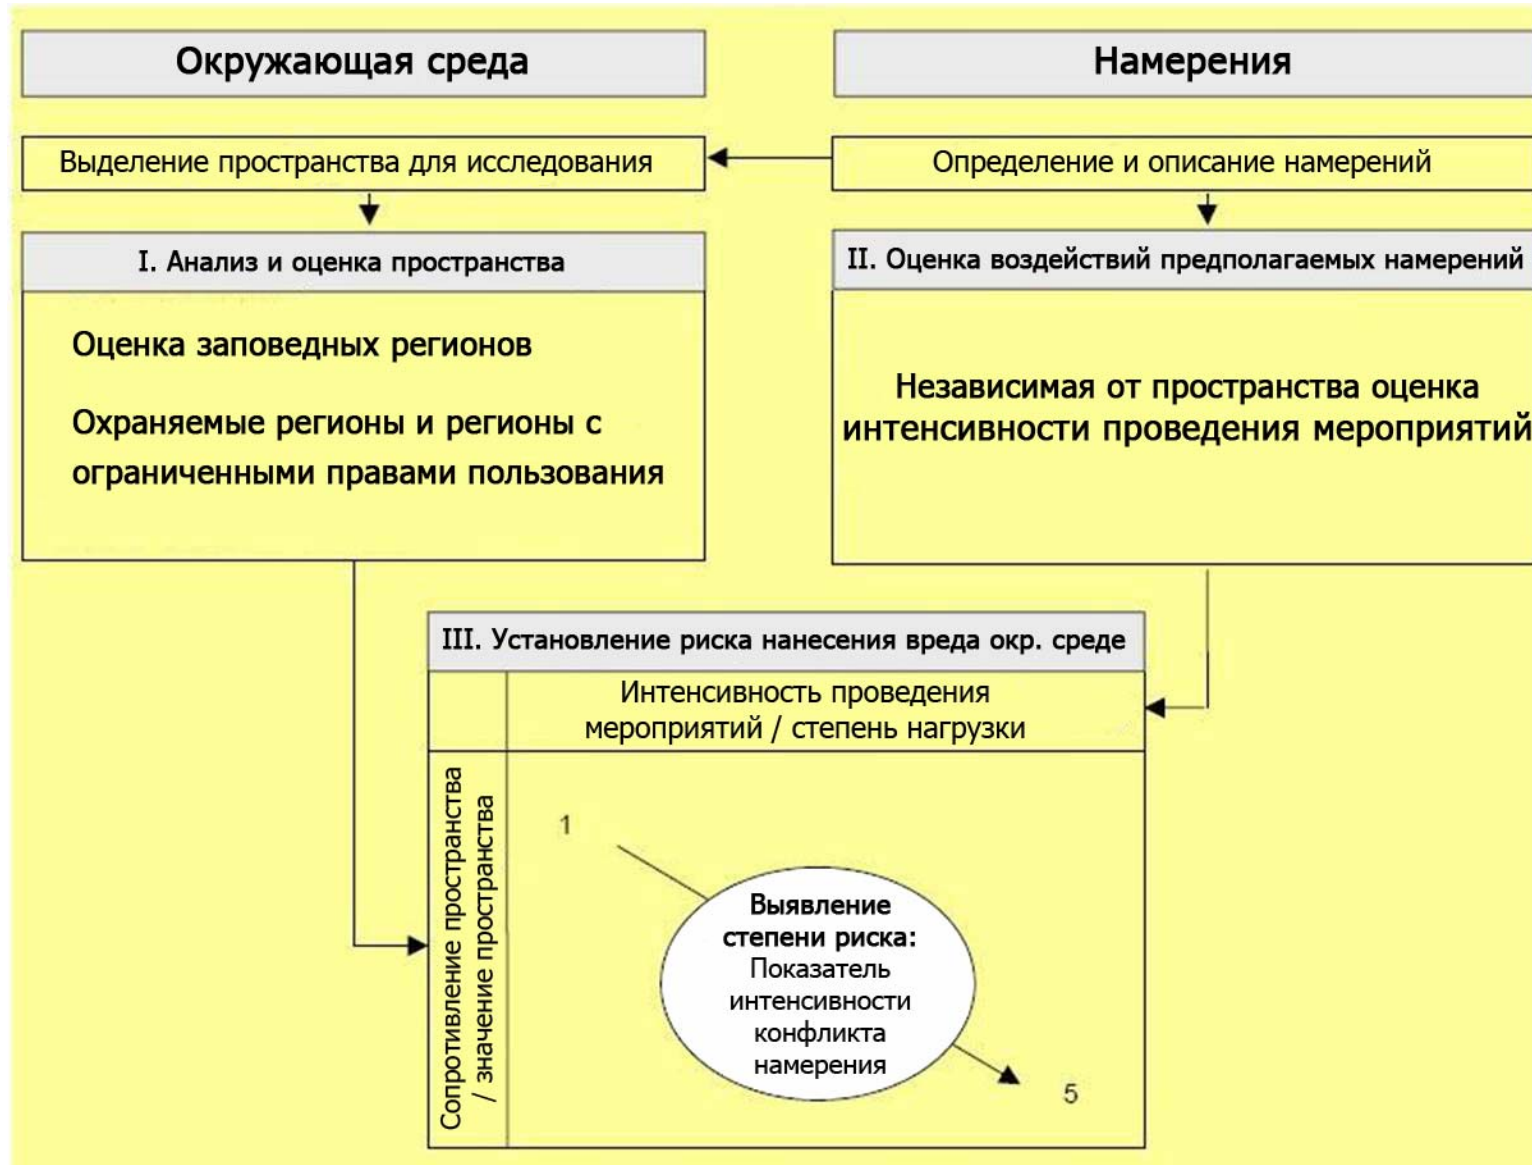 Окружающая среда
Намерения
Выделение пространства для исследования
Определение и описание намерений
I. Анализ и оценка пространства
II. Оценка воздействий предполагаемых намерений
Оценка заповедных регионов
Охраняемые регионы и регионы с
ограниченными правами пользования
Независимая от пространства оценка
интенсивности проведения мероприятий
III. Установление риска нанесения вреда окр. среде
Интенсивность проведения
мероприятий / степень нагрузки
Сопротивление пространства
/ значение пространства
1
Выявление
степени риска:
Показатель
интенсивности
конфликта
намерения
5